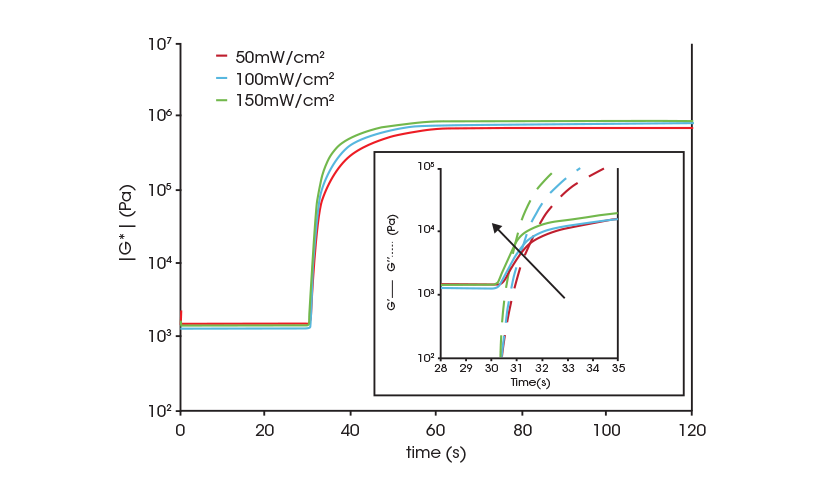 10⁷
50mW/cm²
100mW/cm²
150mW/cm²
10⁶
10⁵
10⁴
10³
10²
|G* | (Pa)
0 20 40 60 80 100 120
time (s)
10⁵
10⁴
10³
10²
G′—— G″..... (Pa)
28 29 30 31 32 33 34 35
Time(s)